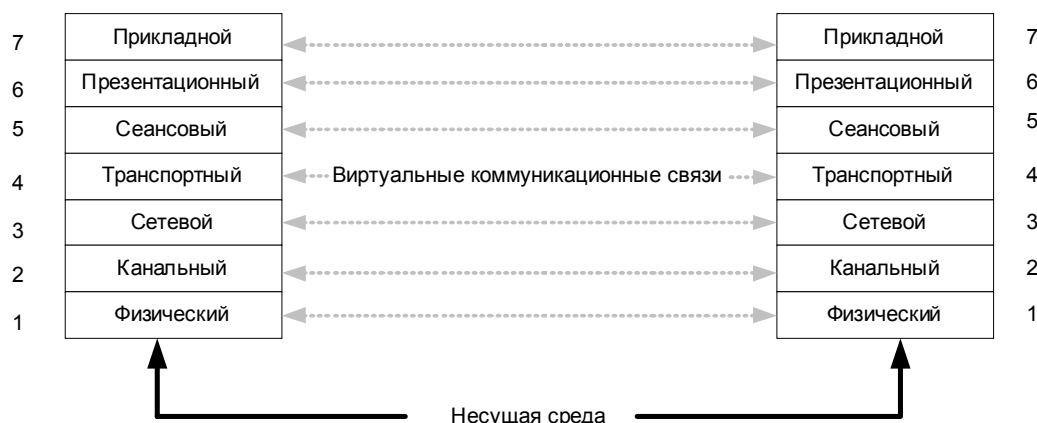 7 Прикладной Прикладной 7
6 Презентационный Презентационный 6
5 Сеансовый Сеансовый 5
4 Транспортный Виртуальные коммуникационные связи Транспортный 4
3 Сетевой Сетевой 3
2 Канальный Канальный 2
1 Физический Физический 1
Несущая среда